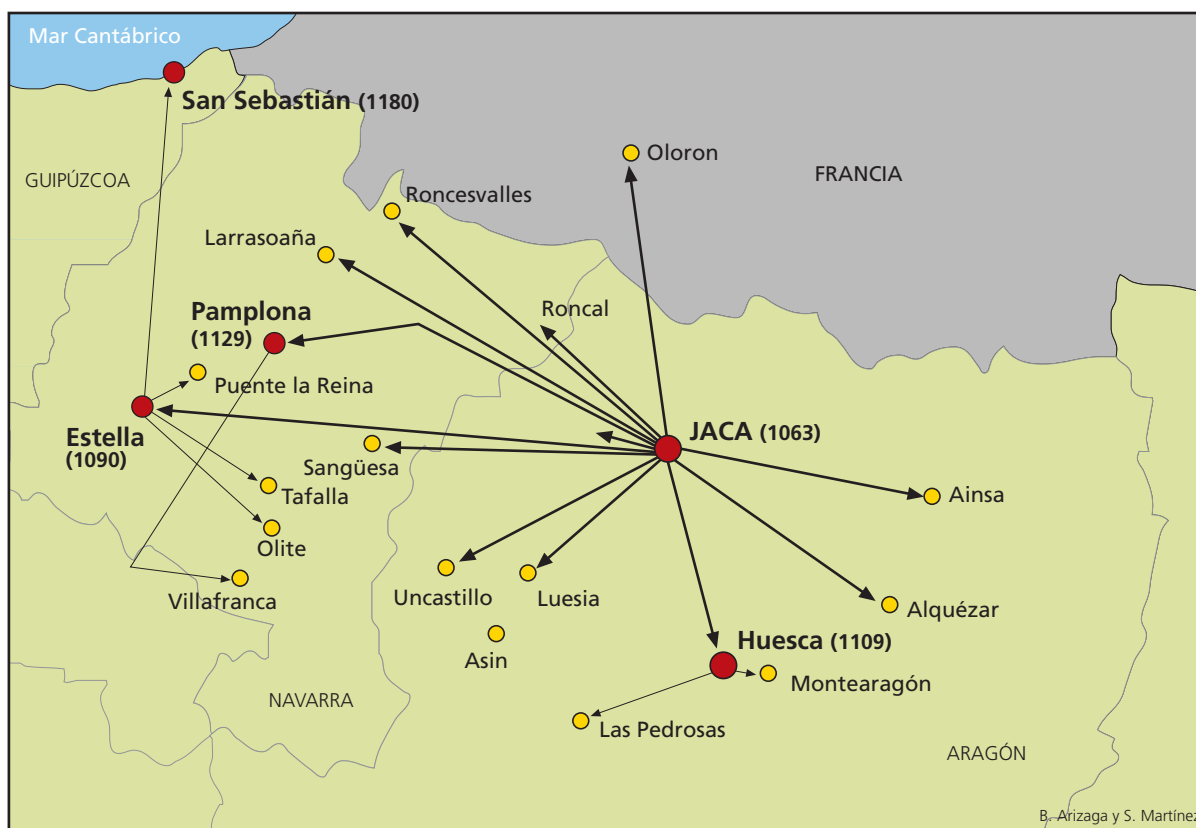 Mar Cantábrico
San Sebastián (1180)
GUIPÚZCOA
Oloron
FRANCIA
Roncesvalles
Larrasoaña
Roncal
Pamplona
(1129)
Puente la Reina
Estella
(1090)
JACA (1063)
Sangüesa
Tafalla
Ainsa
Olite
Villafranca
Uncastillo
Luesia
Alquézar
Asin
Huesca (1109)
Montearagón
NAVARRA
Las Pedrosas
ARAGÓN
B. Arizaga y S. Martínez